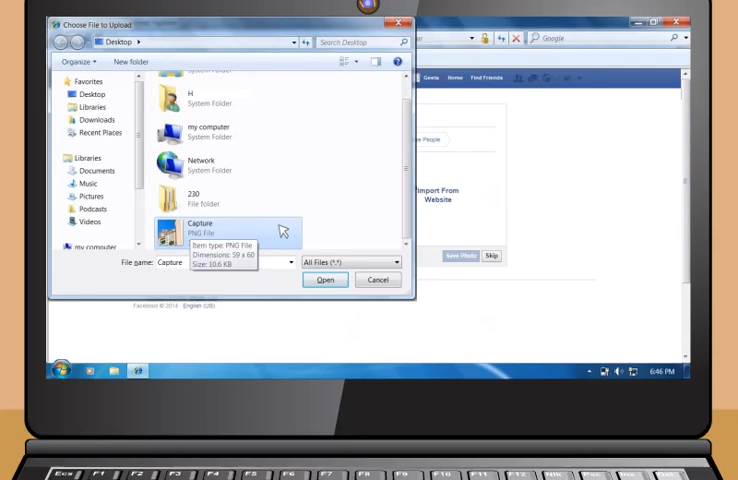 Choose File to Upload
Desktop
Search Desktop
Google
Organize
New folder
Geeta Home Find Friends
Favorites
Desktop
Libraries
Downloads
Recent Places
Libraries
Documents
Music
Pictures
Podcasts
Videos
my computer
System Folder
H
System Folder
my computer
System Folder
Network
System Folder
230
File folder
Capture
PNG File
Item type: PNG File
Dimensions: 59 x 60
Size: 10.6 KB
File name: Capture
All Files (*.*)
Open
Cancel
People
Import From
Website
Save Photo
Skip
Facebook © 2014 · English (US)
6:46 PM
Esc F1 F2 F3 F4 F5 F6 F7 F8 F9 F10 F11 F12